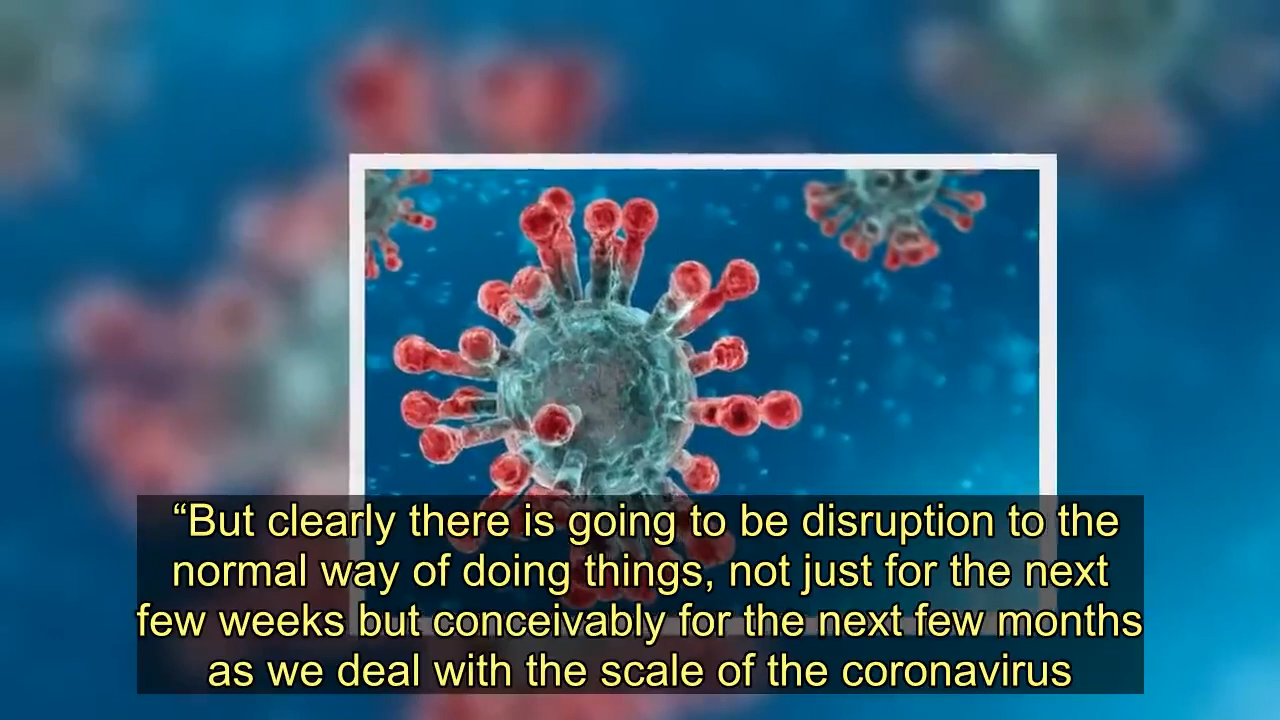 “But clearly there is going to be disruption to the
normal way of doing things, not just for the next
few weeks but conceivably for the next few months
as we deal with the scale of the coronavirus